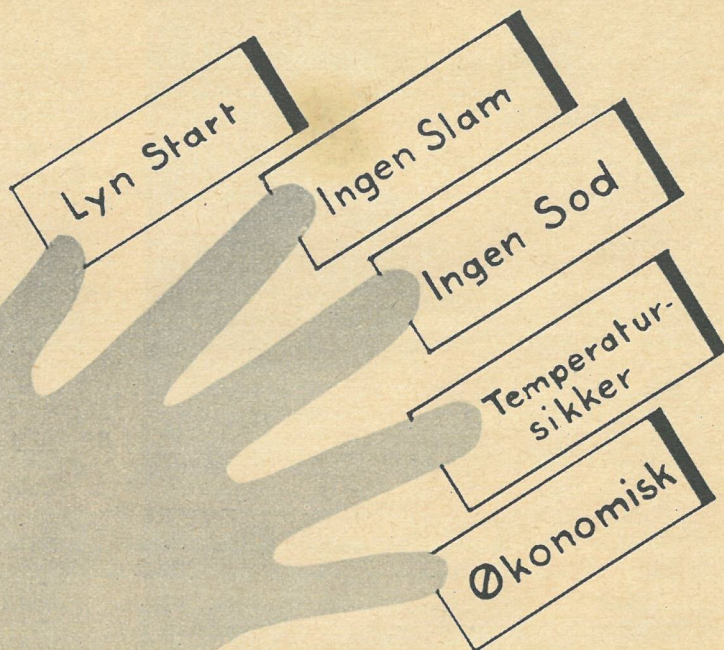 Lyn Start
Ingen Slam
Ingen Sod
Temperatur-
sikker
Økonomisk